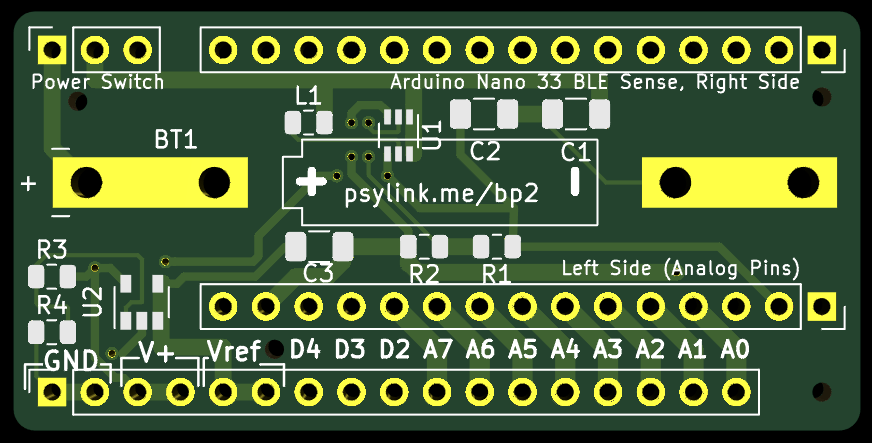 Power Switch
Arduino Nano 33 BLE Sense, Right Side
L1
U1
BT1
C2
C1
+
psylink.me/bp2
R3
C3
R2
R1
Left Side (Analog Pins)
R4
U2
GND
V+
Vref
D4 D3 D2 A7 A6 A5 A4 A3 A2 A1 A0